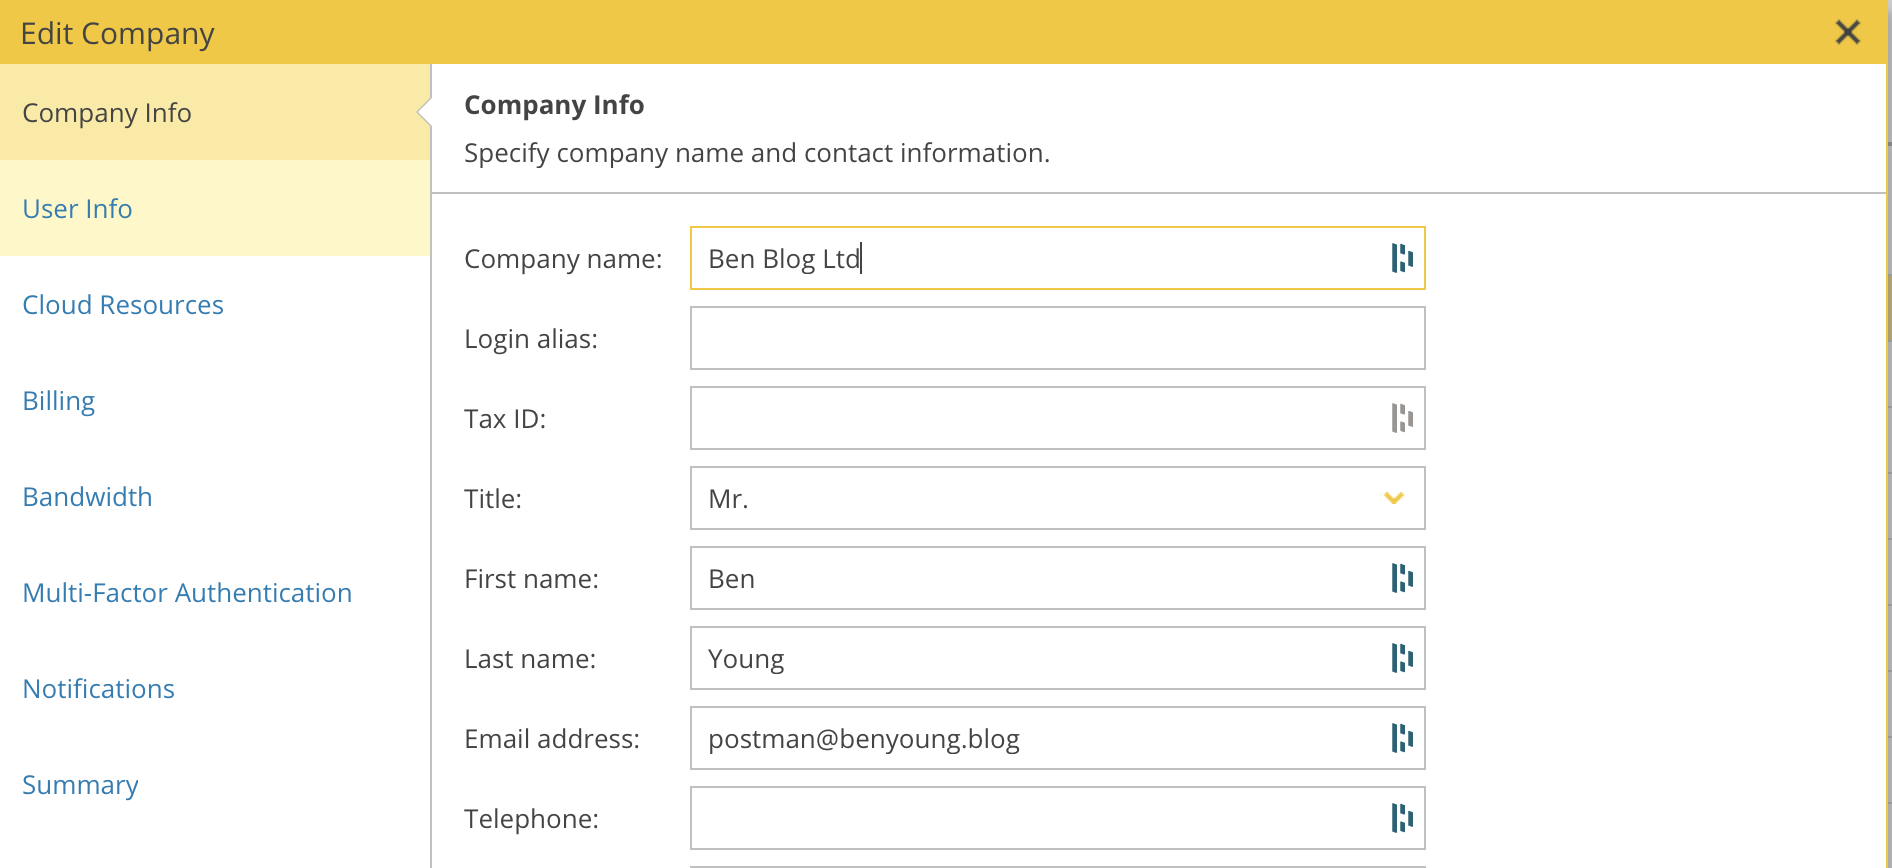 Edit Company
Company Info
User Info
Cloud Resources
Billing
Bandwidth
Multi-Factor Authentication
Notifications
Summary
Company Info
Specify company name and contact information.
Company name: Ben Blog Ltd
Login alias:
Tax ID:
Title: Mr.
First name: Ben
Last name: Young
Email address: postman@benyoung.blog
Telephone: